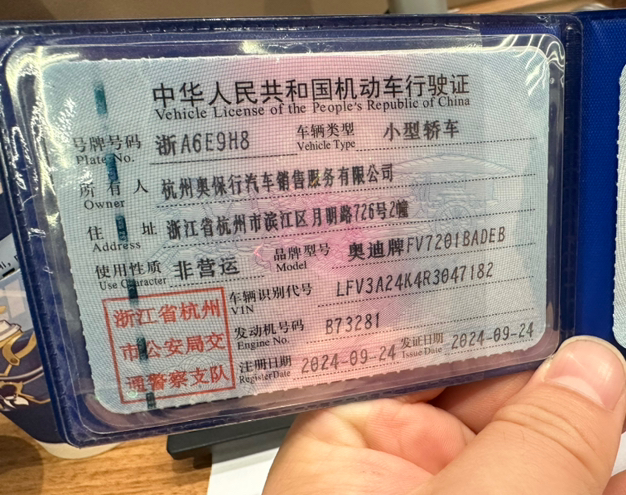 中华人民共和国机动车行驶证
Vehicle License of the People's Republic of China
号牌号码 浙A6E9H8 车辆类型 小型轿车
Plate No. Vehicle Type
所有人 杭州奥保行汽车销售服务有限公司
Owner
住址 浙江省杭州市滨江区月明路726号2幢
Address
使用性质 非营运 品牌型号 奥迪牌FV7201BADEB
Use Character Model
浙江省杭州
市公安局交
通警察支队
车辆识别代号 LFV3A24K4R3047182
VIN
发动机号码 B73281
Engine No.
注册日期 2024-09-24 发证日期 2024-09-24
Register Date Issue Date